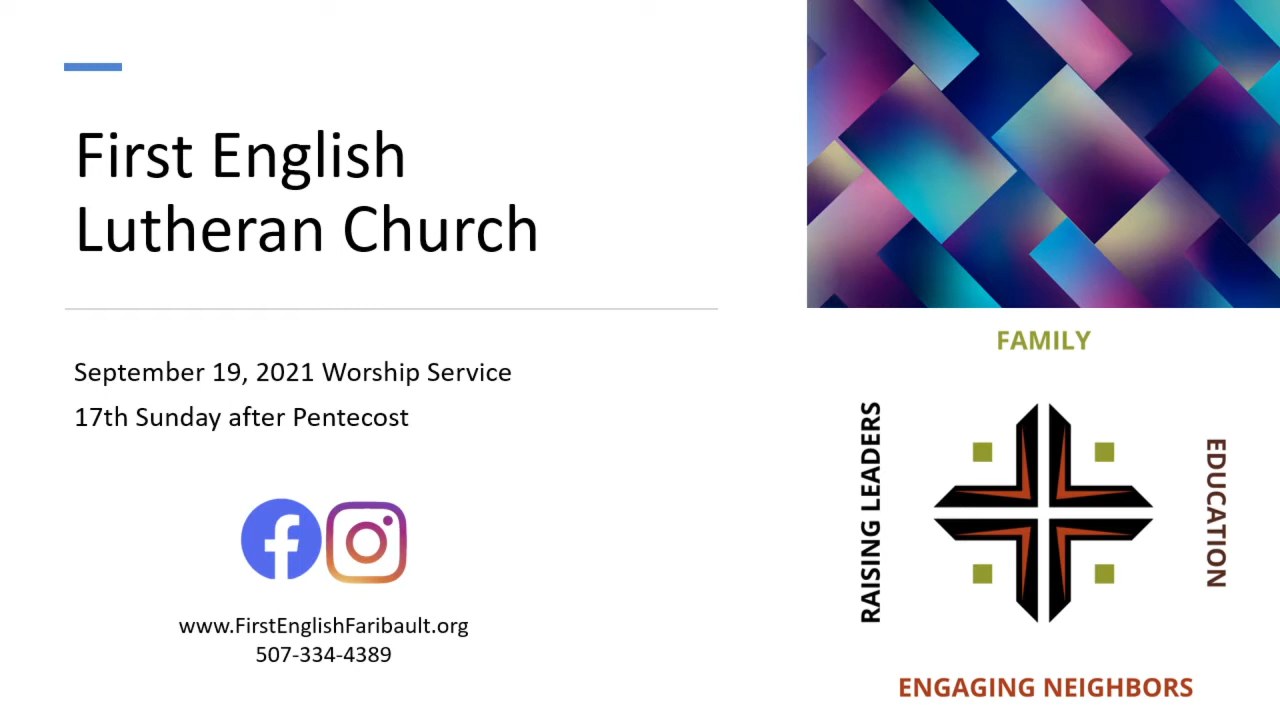 First English
Lutheran Church
September 19, 2021 Worship Service
17th Sunday after Pentecost
www.FirstEnglishFaribault.org
507-334-4389
FAMILY
RAISING LEADERS
EDUCATION
ENGAGING NEIGHBORS